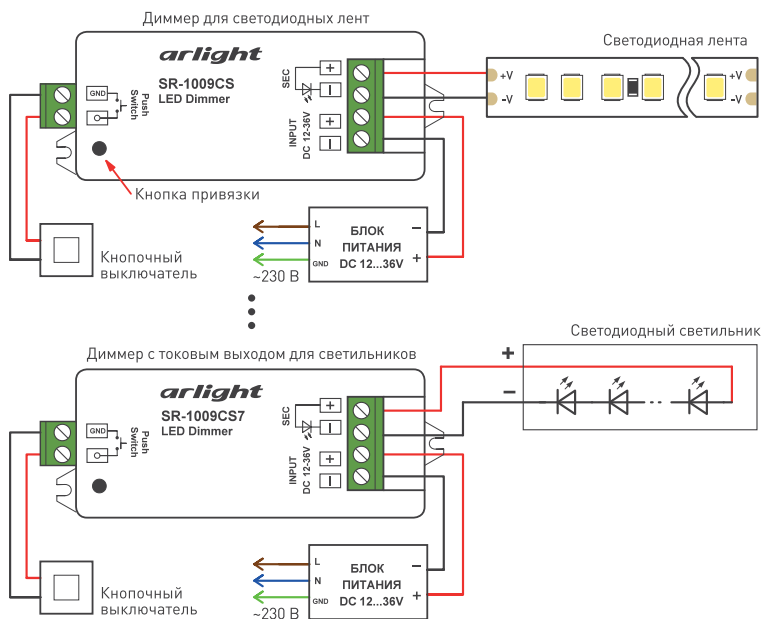 Диммер для светодиодных лент
arlight
SR-1009CS
LED Dimmer
GND
Push
Switch
SEC
+
–
INPUT
DC 12-36V
+
–
Светодиодная лента
+V
-V
+V
-V
Кнопка привязки
Кнопочный
выключатель
L
N
GND
~230 В
БЛОК
ПИТАНИЯ
DC 12...36V
–
+
Диммер с токовым выходом для светильников
arlight
SR-1009CS7
LED Dimmer
GND
Push
Switch
SEC
+
–
INPUT
DC 12-36V
+
–
Светодиодный светильник
+
–
Кнопочный
выключатель
L
N
GND
~230 В
БЛОК
ПИТАНИЯ
DC 12...36V
–
+